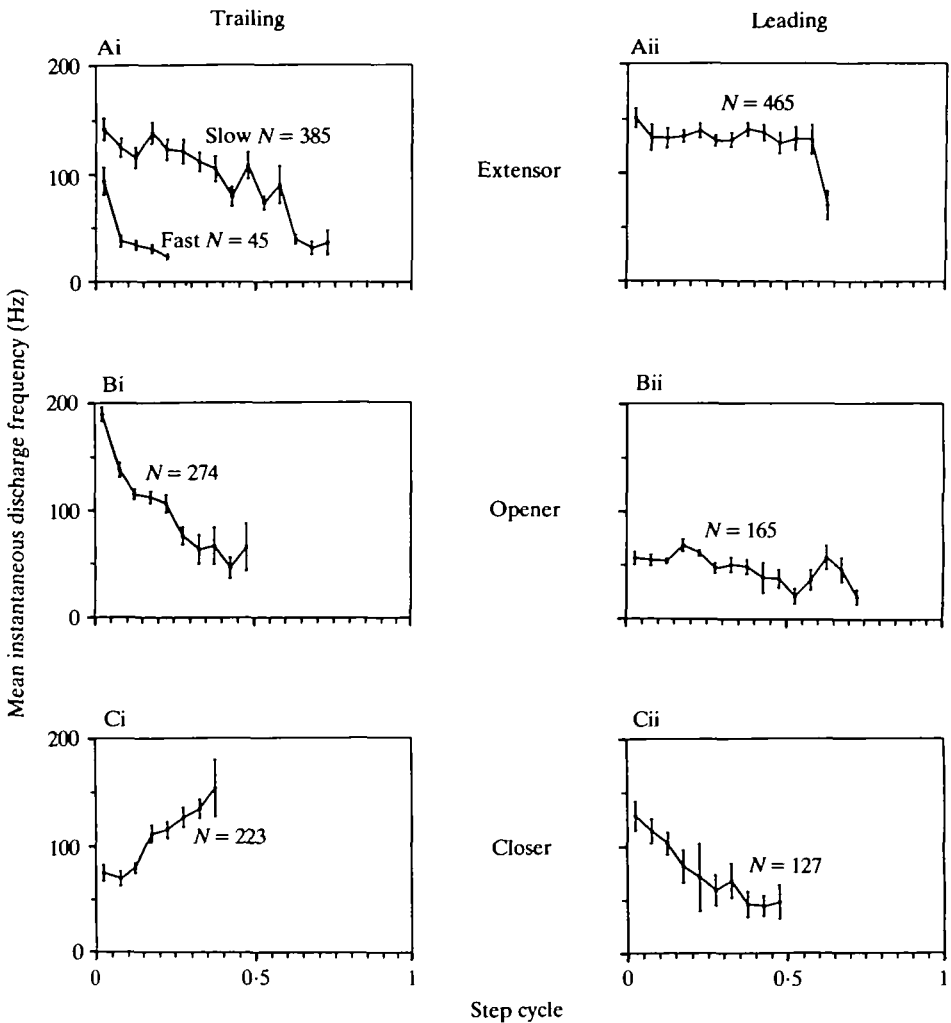 Trailing
Leading
Ai
Aii
200
100
0
Slow N = 385
Fast N = 45
N = 465
Extensor
Bi
Bii
200
100
0
N = 274
Opener
N = 165
Ci
Cii
200
100
0
N = 223
Closer
N = 127
0 0·5 1
0 0·5 1
Step cycle
Mean instantaneous discharge frequency (Hz)